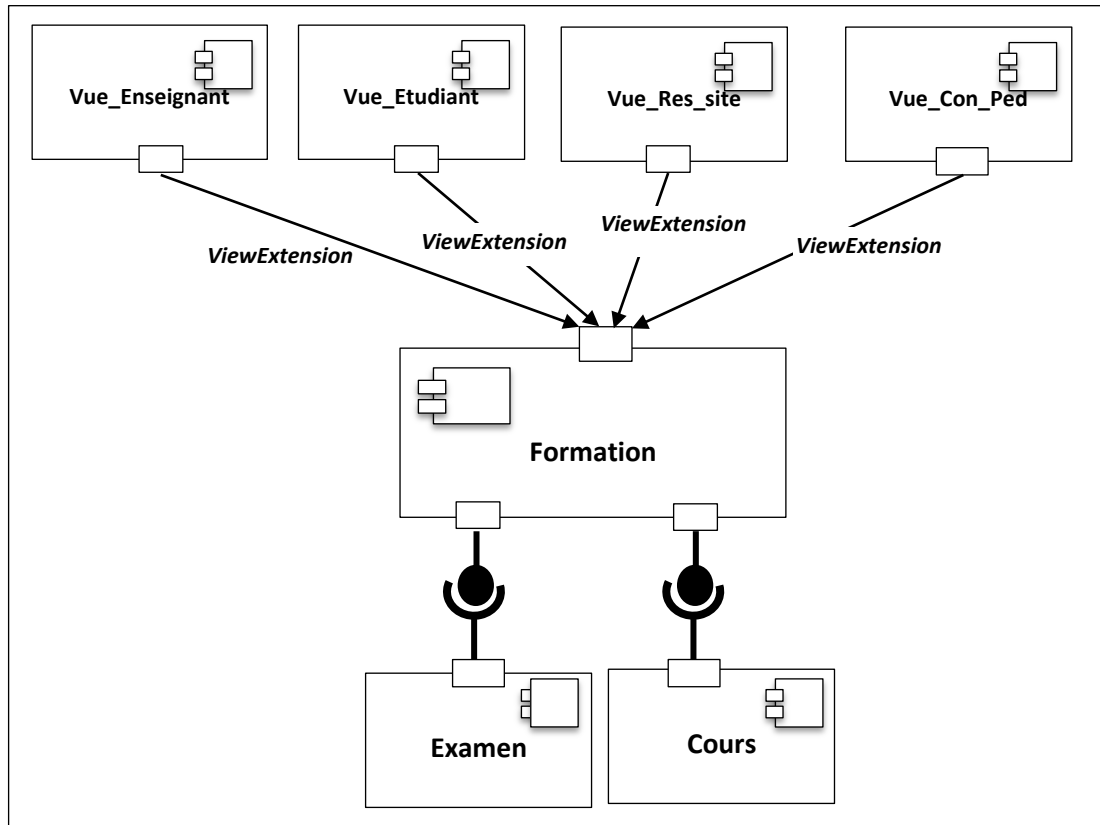 Vue_Enseignant
Vue_Etudiant
Vue_Res_site
Vue_Con_Ped
ViewExtension
ViewExtension
ViewExtension
ViewExtension
Formation
Examen
Cours